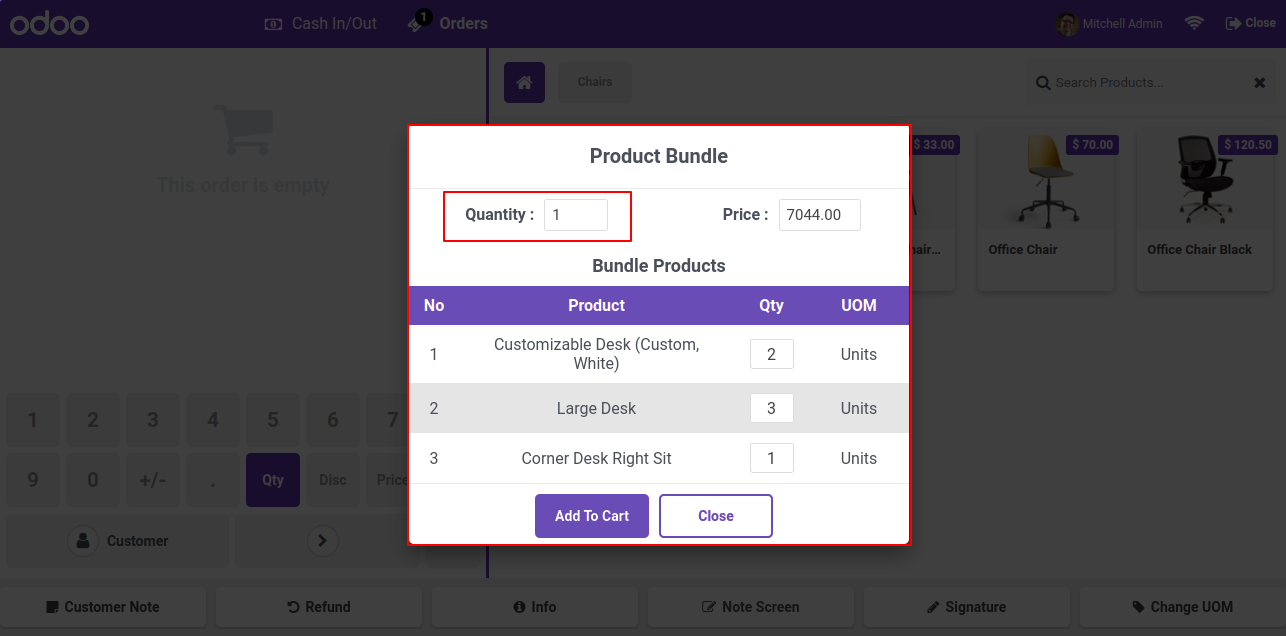 odoo
Cash In/Out
1
Orders
Mitchell Admin
Close
This order is empty
Chairs
Search Products...
$ 33.00
$ 70.00
$ 120.50
hair...
Office Chair
Office Chair Black
Product Bundle
Quantity : 1
Price : 7044.00
Bundle Products
No Product Qty UOM
1 Customizable Desk (Custom,
White) 2 Units
2 Large Desk 3 Units
3 Corner Desk Right Sit 1 Units
Add To Cart Close
1 2 3 4 5 6 7
9 0 +/- . Qty Disc Price
Customer
Customer Note Refund Info Note Screen Signature Change UOM